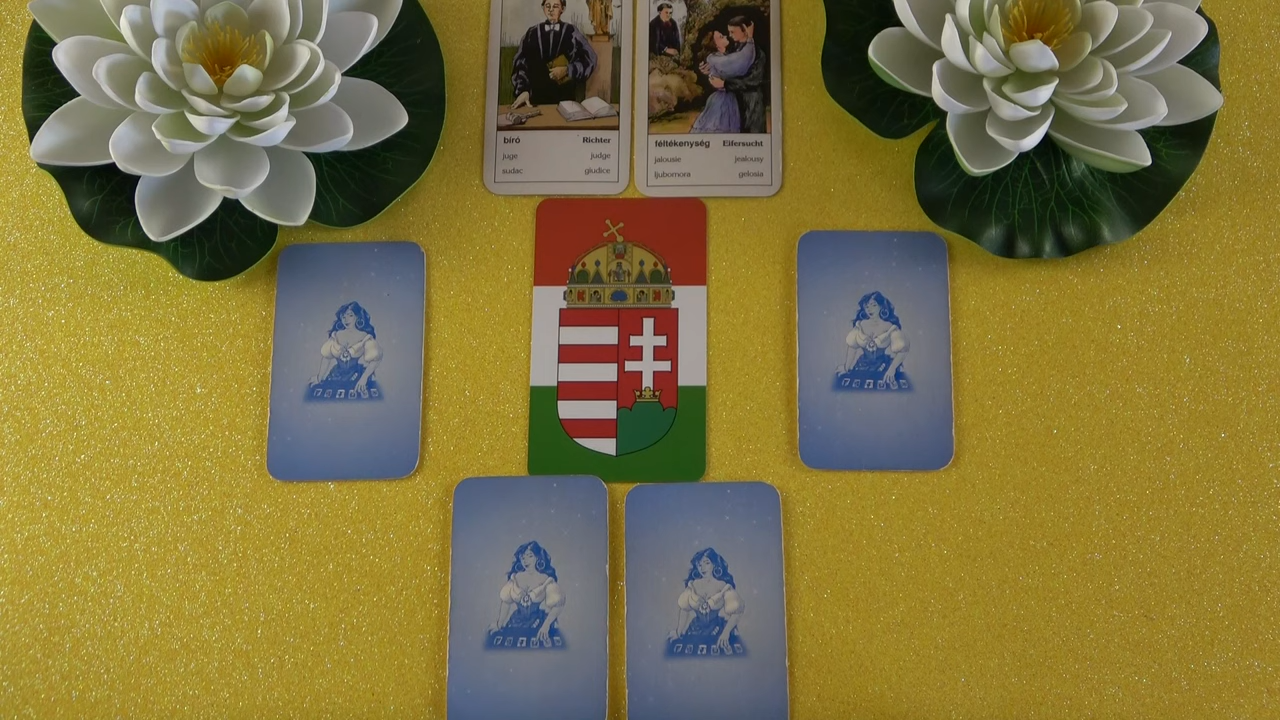 bíró Richter
juge judge
sudac giudice
féltékenység Eifersucht
jalousie jealousy
ljubomora gelosia